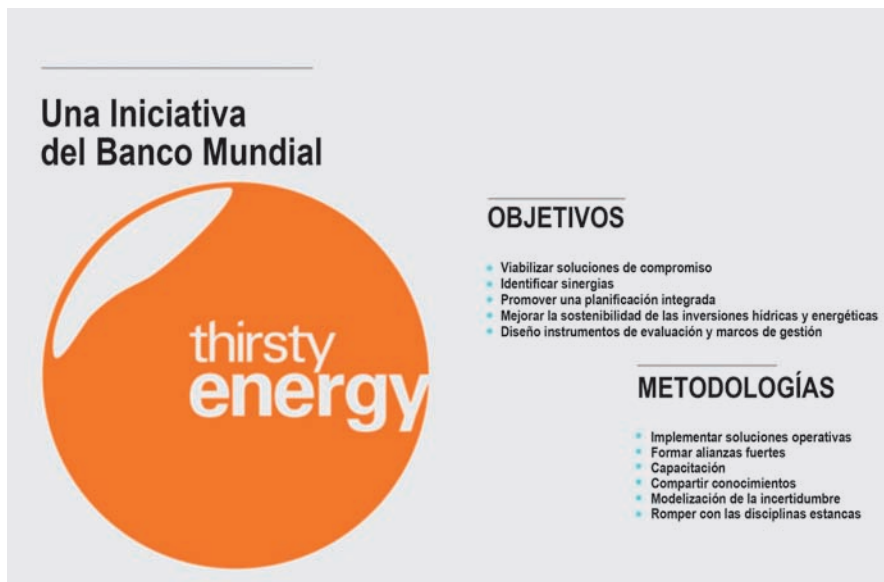 Una Iniciativa
del Banco Mundial
thirsty
energy
OBJETIVOS
Viabilizar soluciones de compromiso
Identificar sinergias
Promover una planificación integrada
Mejorar la sostenibilidad de las inversiones hídricas y energéticas
Diseño instrumentos de evaluación y marcos de gestión
METODOLOGÍAS
Implementar soluciones operativas
Formar alianzas fuertes
Capacitación
Compartir conocimientos
Modelización de la incertidumbre
Romper con las disciplinas estancas